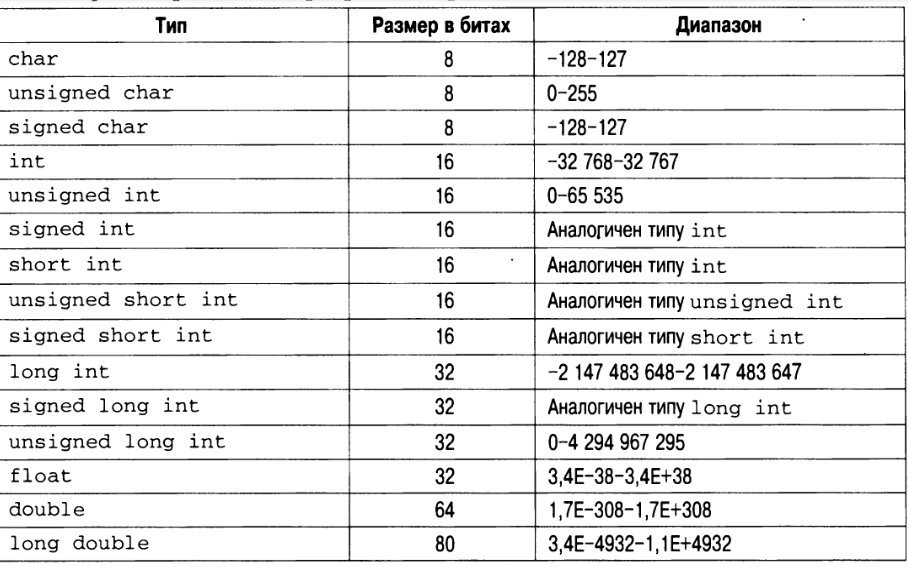 Тип Размер в битах Диапазон
char 8 −128−127
unsigned char 8 0−255
signed char 8 −128−127
int 16 −32 768−32 767
unsigned int 16 0−65 535
signed int 16 Аналогичен типу int
short int 16 Аналогичен типу int
unsigned short int 16 Аналогичен типу unsigned int
signed short int 16 Аналогичен типу short int
long int 32 −2 147 483 648−2 147 483 647
signed long int 32 Аналогичен типу long int
unsigned long int 32 0−4 294 967 295
float 32 3,4E−38−3,4E+38
double 64 1,7E−308−1,7E+308
long double 80 3,4E−4932−1,1E+4932